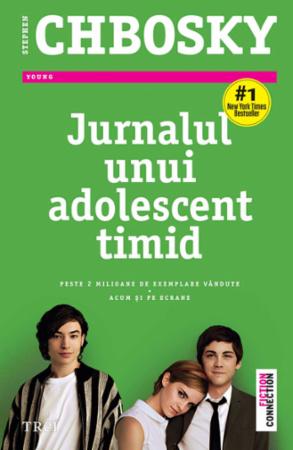 STEPHEN
CHBOSKY
YOUNG
#1
New York Times
Bestseller
Jurnalul
unui
adolescent
timid
PESTE 2 MILIOANE DE EXEMPLARE VÂNDUTE
•
ACUM ȘI PE ECRANE
TREI
FICTION
CONNECTION